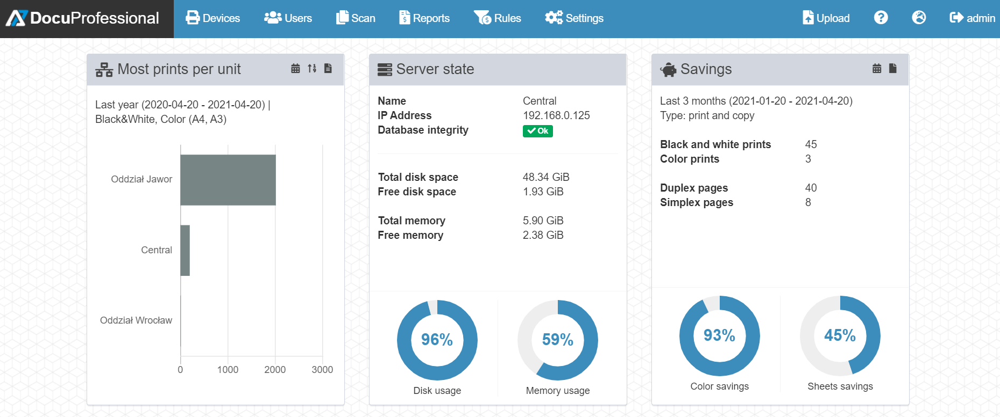 DocuProfessional Devices Users Scan Reports Rules Settings Upload admin
Most prints per unit
Last year (2020-04-20 - 2021-04-20) |
Black&White, Color (A4, A3)
Oddział Jawor
Central
Oddział Wrocław
0 1000 2000 3000
Server state
Name Central
IP Address 192.168.0.125
Database integrity Ok
Total disk space 48.34 GiB
Free disk space 1.93 GiB
Total memory 5.90 GiB
Free memory 2.38 GiB
96% 59%
Disk usage Memory usage
Savings
Last 3 months (2021-01-20 - 2021-04-20)
Type: print and copy
Black and white prints 45
Color prints 3
Duplex pages 40
Simplex pages 8
93% 45%
Color savings Sheets savings